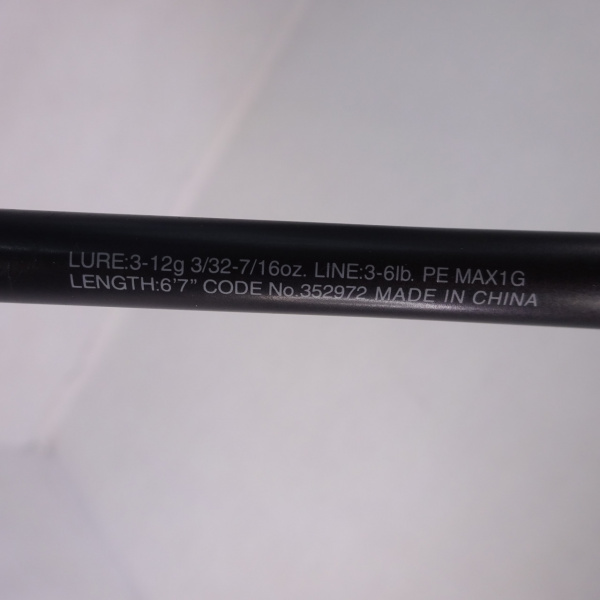 LURE:3-12g 3/32-7/16oz. LINE:3-6lb. PE MAX1G
LENGTH:6'7" CODE No.352972 MADE IN CHINA